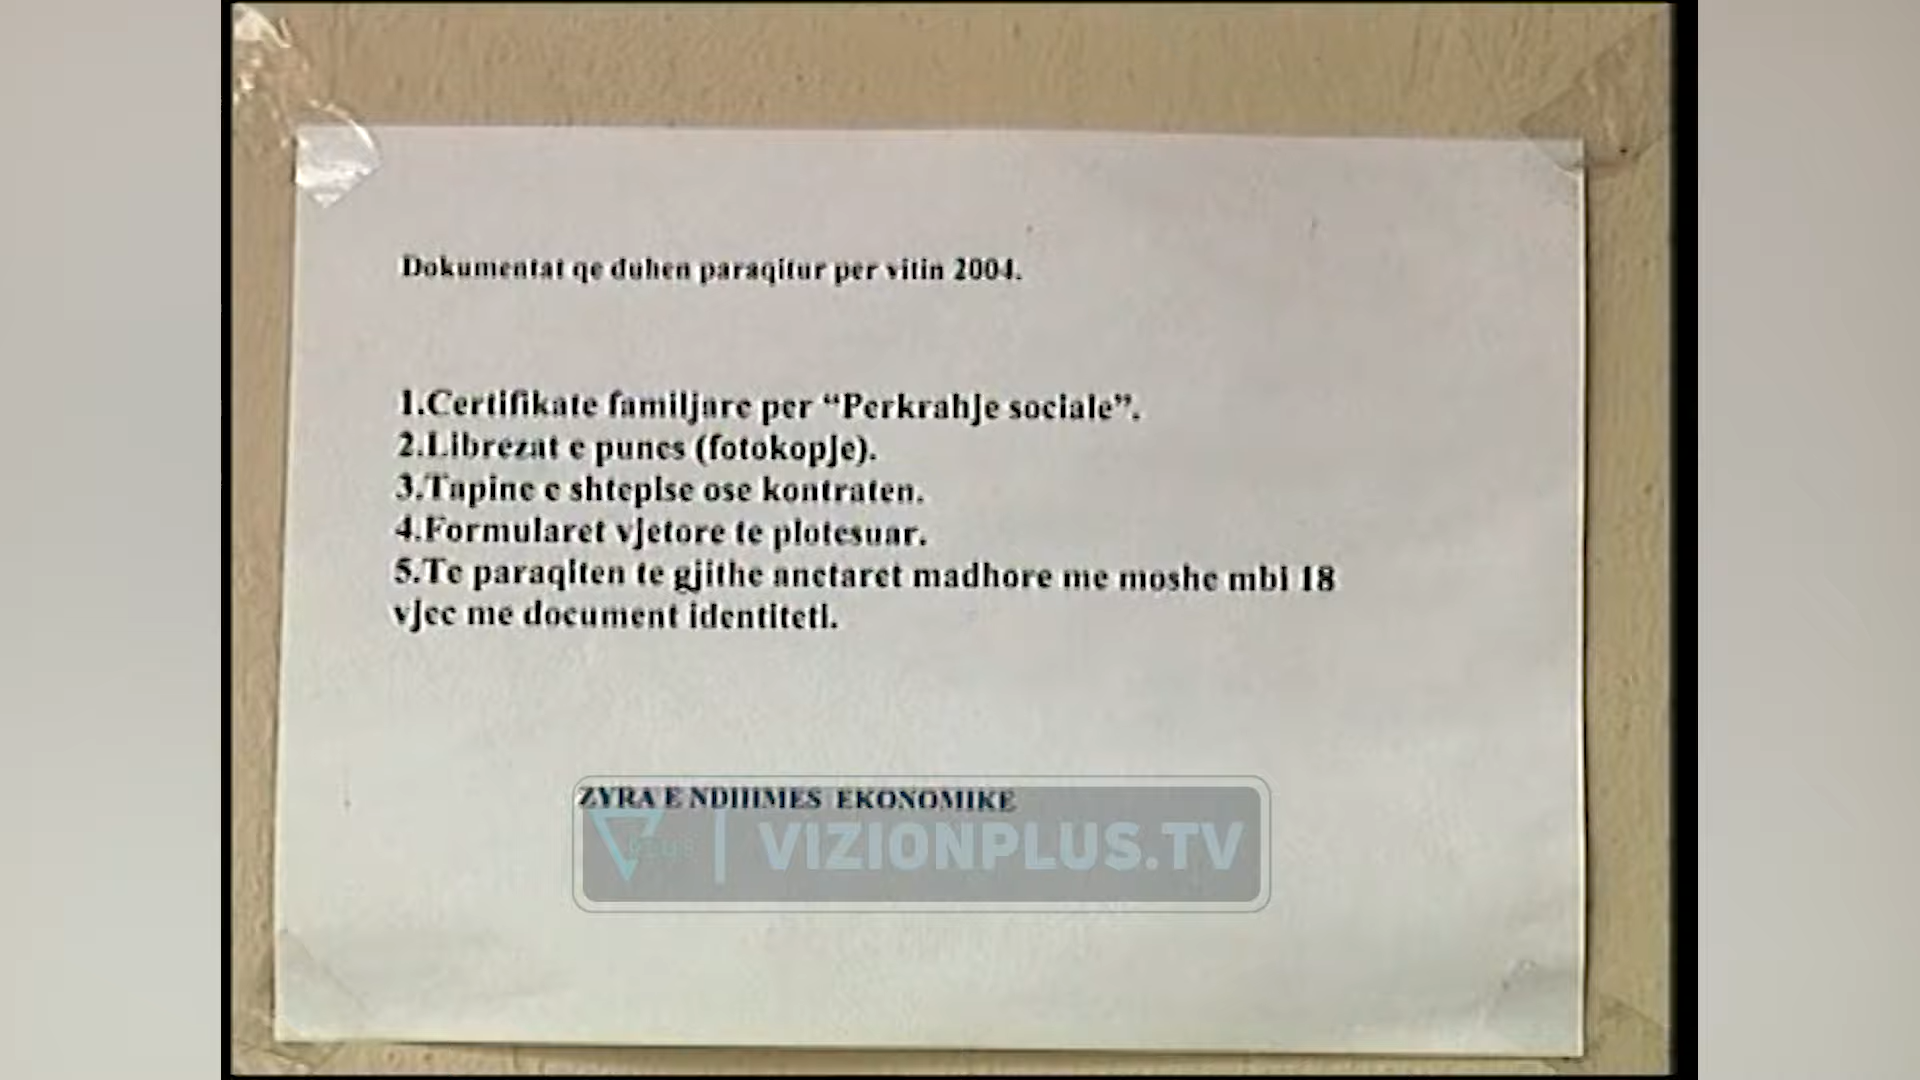 Dokumentat qe duhen paraqitur per vitin 2004.
1.Certifikate familjare per “Perkrahje sociale”.
2.Librezat e punes (fotokopje).
3.Tapine e shtepise ose kontraten.
4.Formularet vjetore te plotesuar.
5.Te paraqiten te gjithe anetaret madhore me moshe mbi 18
vjec me document identiteti.
ZYRA E NDIHMES EKONOMIKE
plus | VIZIONPLUS.TV